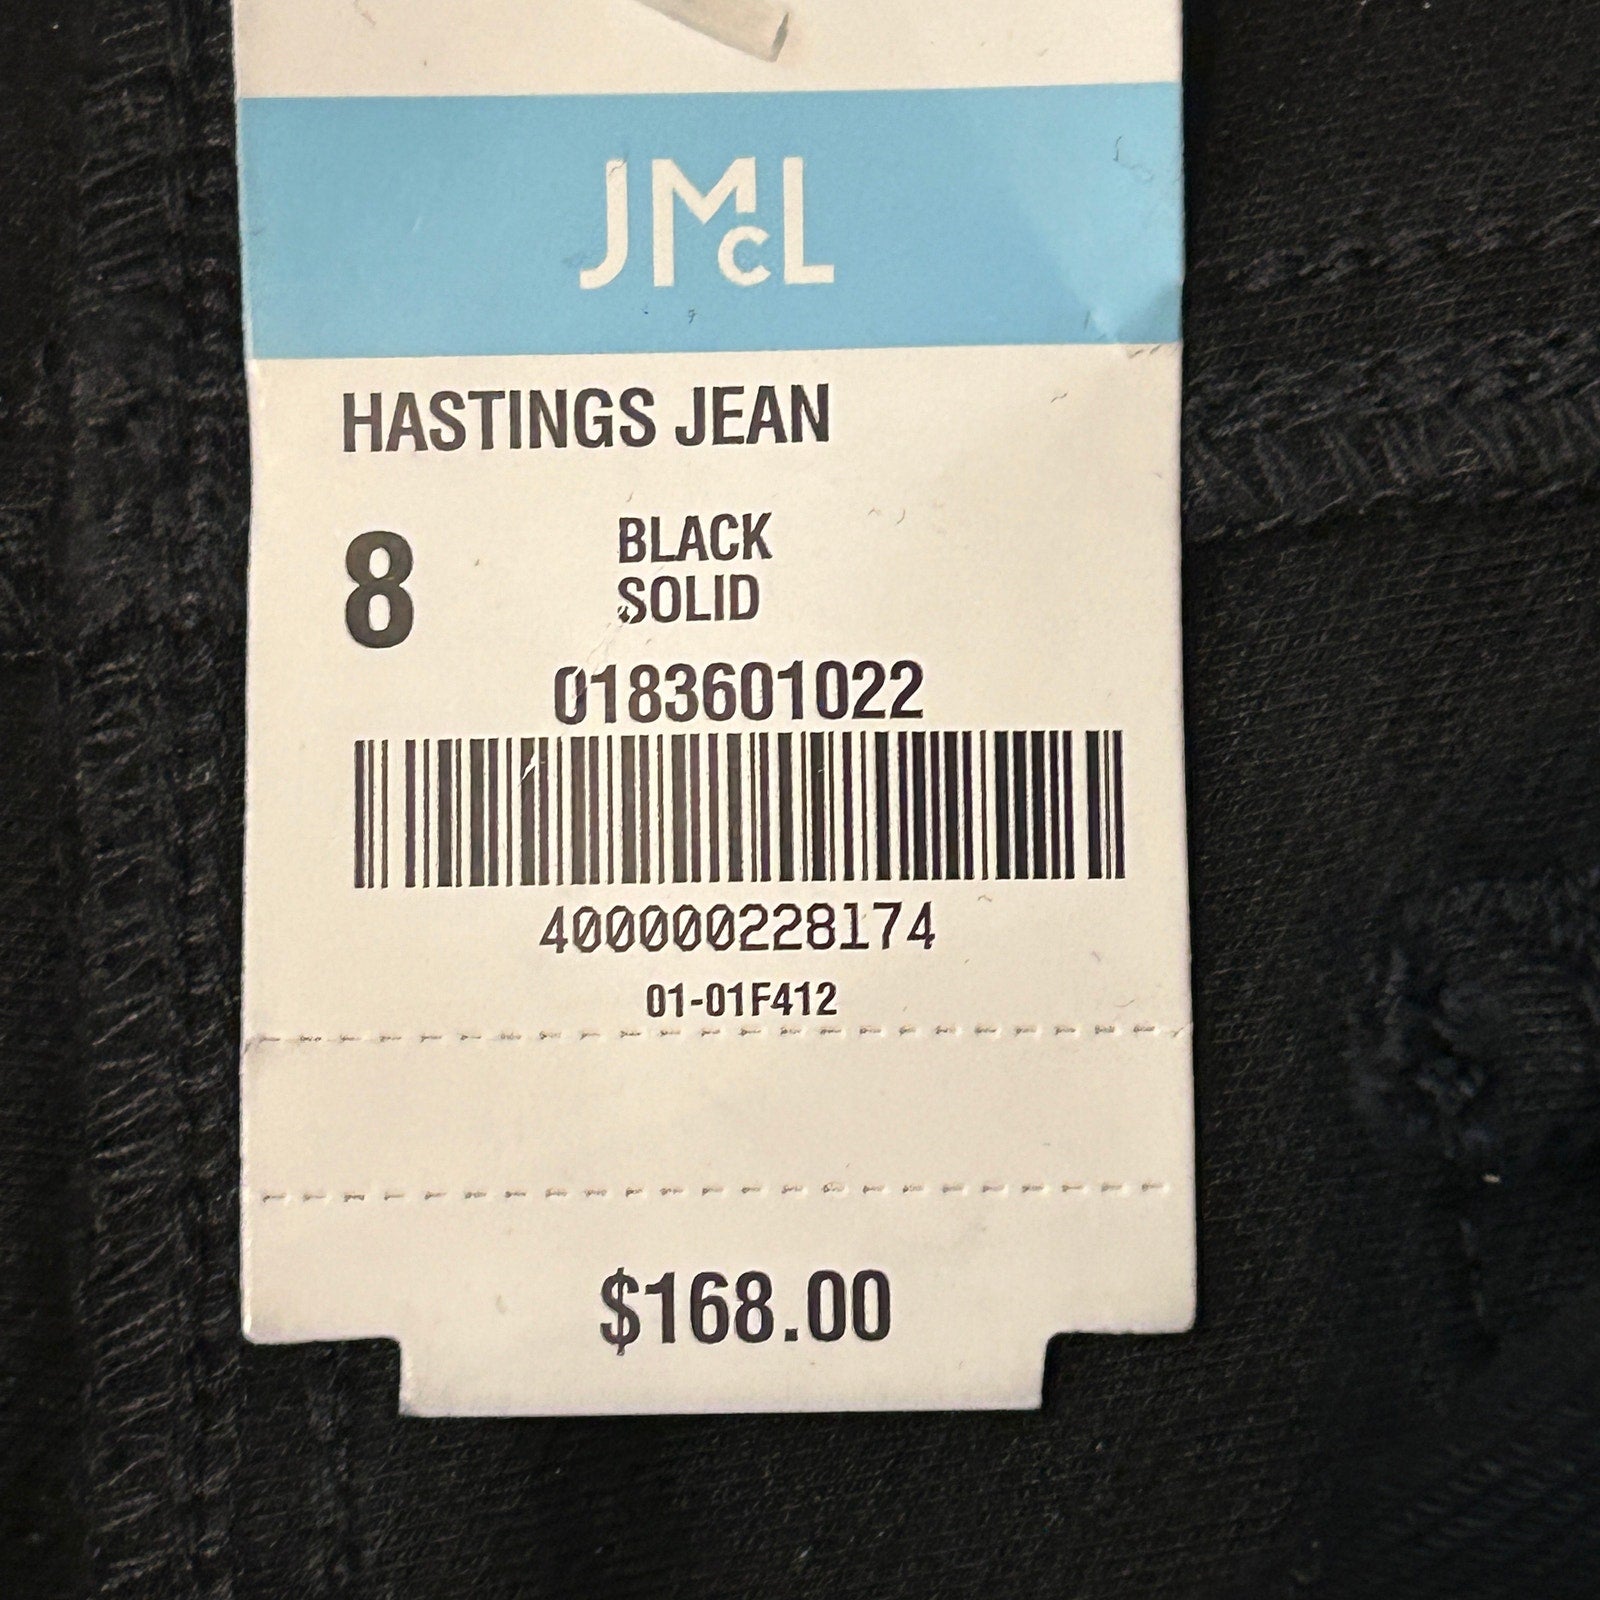 JMcL
HASTINGS JEAN
8
BLACK
SOLID
0183601022
400000228174
01-01F412
$168.00